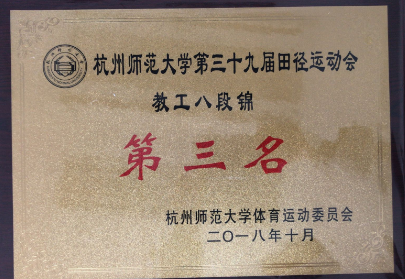 杭州师范大学第三十九届田径运动会
教工八段锦
第三名
杭州师范大学体育运动委员会
二〇一八年十月